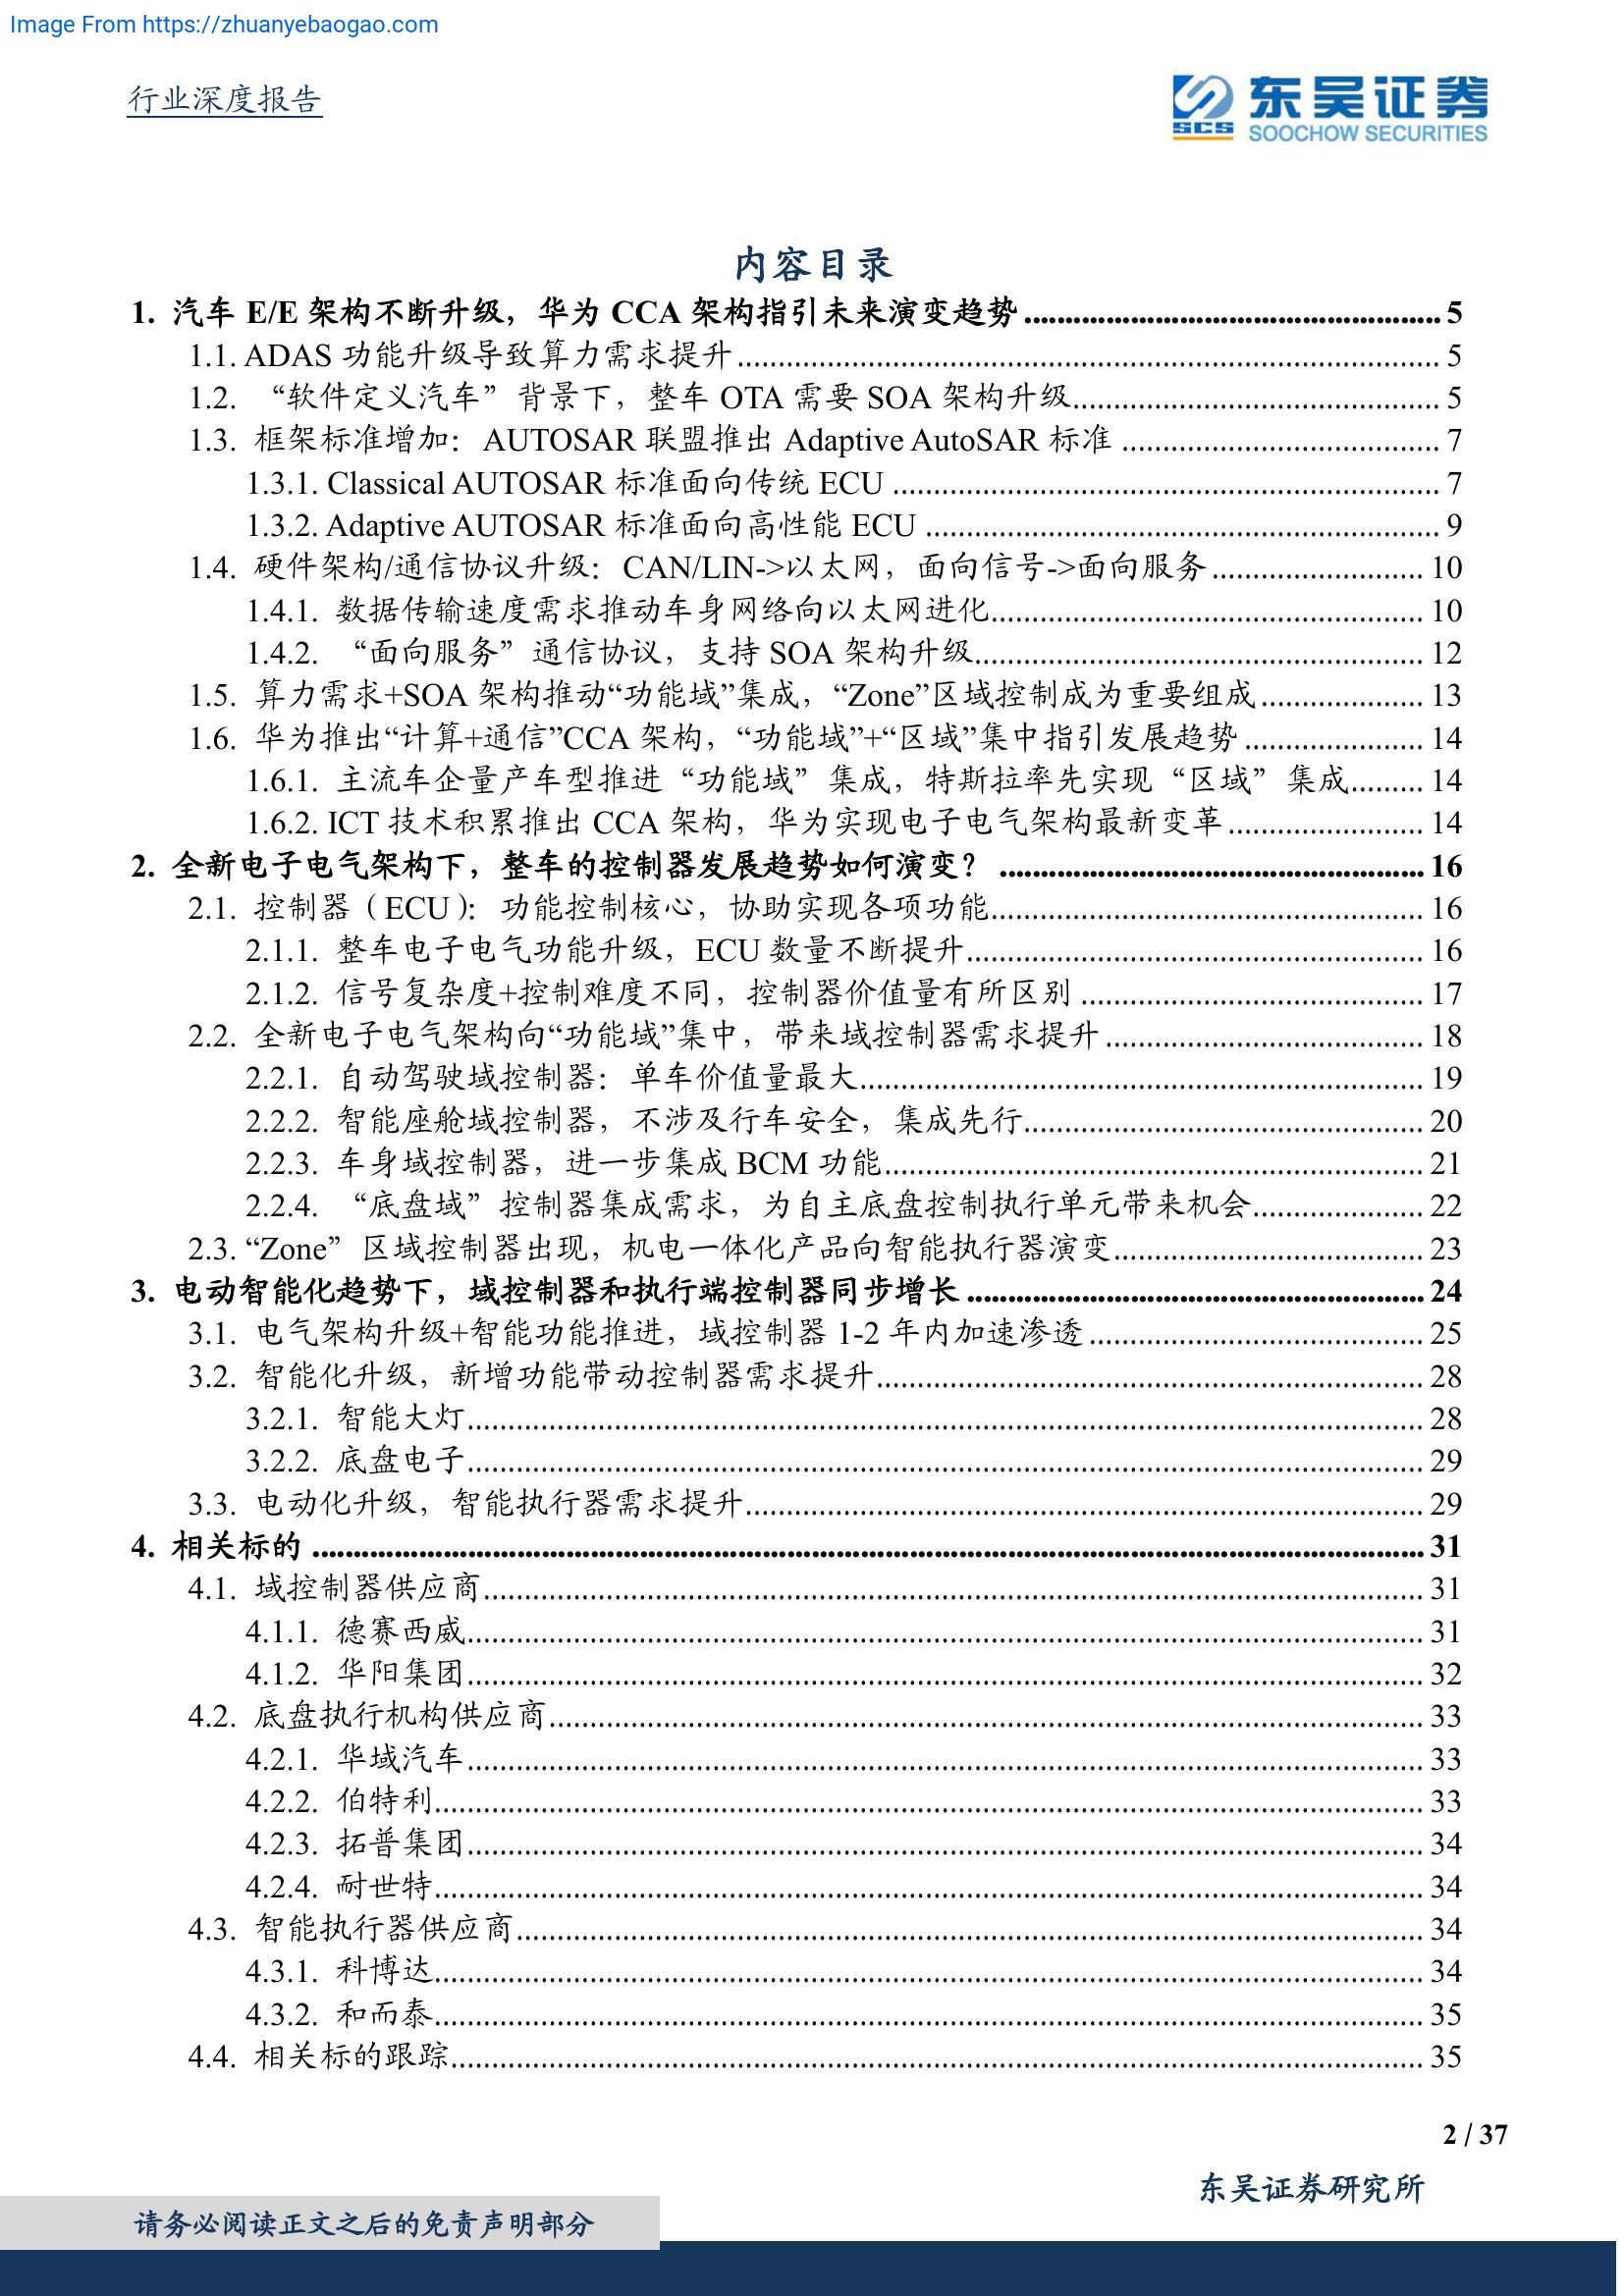 Image From https://zhuanyebaogao.com
行业深度报告
SCS
东吴证券
SOOCHOW SECURITIES
内容目录
1. 汽车 E/E 架构不断升级，华为 CCA 架构指引未来演变趋势 ........ 5
1.1. ADAS 功能升级导致算力需求提升 ........ 5
1.2. “软件定义汽车”背景下，整车 OTA 需要 SOA 架构升级 ........ 5
1.3. 框架标准增加：AUTOSAR 联盟推出 Adaptive AutoSAR 标准 ........ 7
1.3.1. Classical AUTOSAR 标准面向传统 ECU ........ 7
1.3.2. Adaptive AUTOSAR 标准面向高性能 ECU ........ 9
1.4. 硬件架构/通信协议升级：CAN/LIN->以太网，面向信号->面向服务 ........ 10
1.4.1. 数据传输速度需求推动车身网络向以太网进化 ........ 10
1.4.2. “面向服务”通信协议，支持 SOA 架构升级 ........ 12
1.5. 算力需求+SOA 架构推动“功能域”集成，“Zone”区域控制成为重要组成 ........ 13
1.6. 华为推出“计算+通信”CCA 架构，“功能域”+“区域”集中指引发展趋势 ........ 14
1.6.1. 主流车企量产车型推进“功能域”集成，特斯拉率先实现“区域”集成 ........ 14
1.6.2. ICT 技术积累推出 CCA 架构，华为实现电子电气架构最新变革 ........ 14
2. 全新电子电气架构下，整车的控制器发展趋势如何演变？ ........ 16
2.1. 控制器（ECU）：功能控制核心，协助实现各项功能 ........ 16
2.1.1. 整车电子电气功能升级，ECU 数量不断提升 ........ 16
2.1.2. 信号复杂度+控制难度不同，控制器价值量有所区别 ........ 17
2.2. 全新电子电气架构向“功能域”集中，带来域控制器需求提升 ........ 18
2.2.1. 自动驾驶域控制器：单车价值量最大 ........ 19
2.2.2. 智能座舱域控制器，不涉及行车安全，集成先行 ........ 20
2.2.3. 车身域控制器，进一步集成 BCM 功能 ........ 21
2.2.4. “底盘域”控制器集成需求，为自主底盘控制执行单元带来机会 ........ 22
2.3. “Zone”区域控制器出现，机电一体化产品向智能执行器演变 ........ 23
3. 电动智能化趋势下，域控制器和执行端控制器同步增长 ........ 24
3.1. 电气架构升级+智能功能推进，域控制器 1-2 年内加速渗透 ........ 25
3.2. 智能化升级，新增功能带动控制器需求提升 ........ 28
3.2.1. 智能大灯 ........ 28
3.2.2. 底盘电子 ........ 29
3.3. 电动化升级，智能执行器需求提升 ........ 29
4. 相关标的 ........ 31
4.1. 域控制器供应商 ........ 31
4.1.1. 德赛西威 ........ 31
4.1.2. 华阳集团 ........ 32
4.2. 底盘执行机构供应商 ........ 33
4.2.1. 华域汽车 ........ 33
4.2.2. 伯特利 ........ 33
4.2.3. 拓普集团 ........ 34
4.2.4. 耐世特 ........ 34
4.3. 智能执行器供应商 ........ 34
4.3.1. 科博达 ........ 34
4.3.2. 和而泰 ........ 35
4.4. 相关标的跟踪 ........ 35
2 / 37
东吴证券研究所
请务必阅读正文之后的免责声明部分